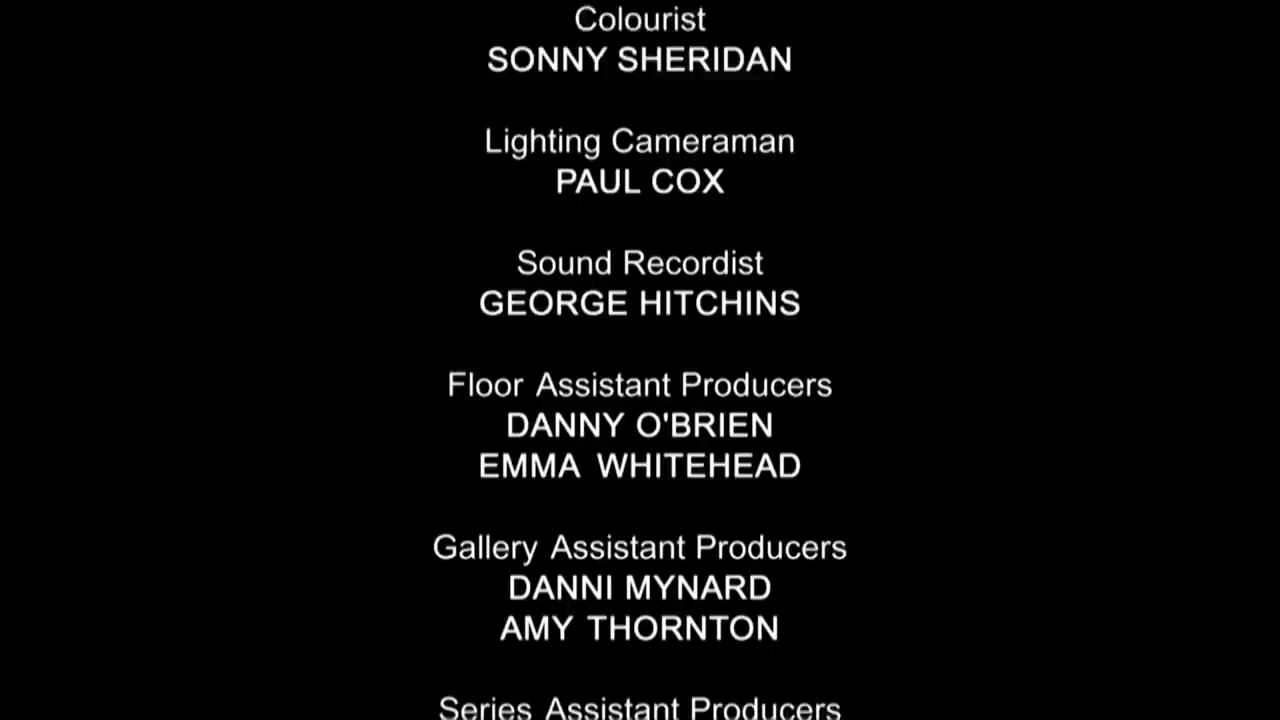 Colourist
SONNY SHERIDAN
Lighting Cameraman
PAUL COX
Sound Recordist
GEORGE HITCHINS
Floor Assistant Producers
DANNY O'BRIEN
EMMA WHITEHEAD
Gallery Assistant Producers
DANNI MYNARD
AMY THORNTON
Series Assistant Producers